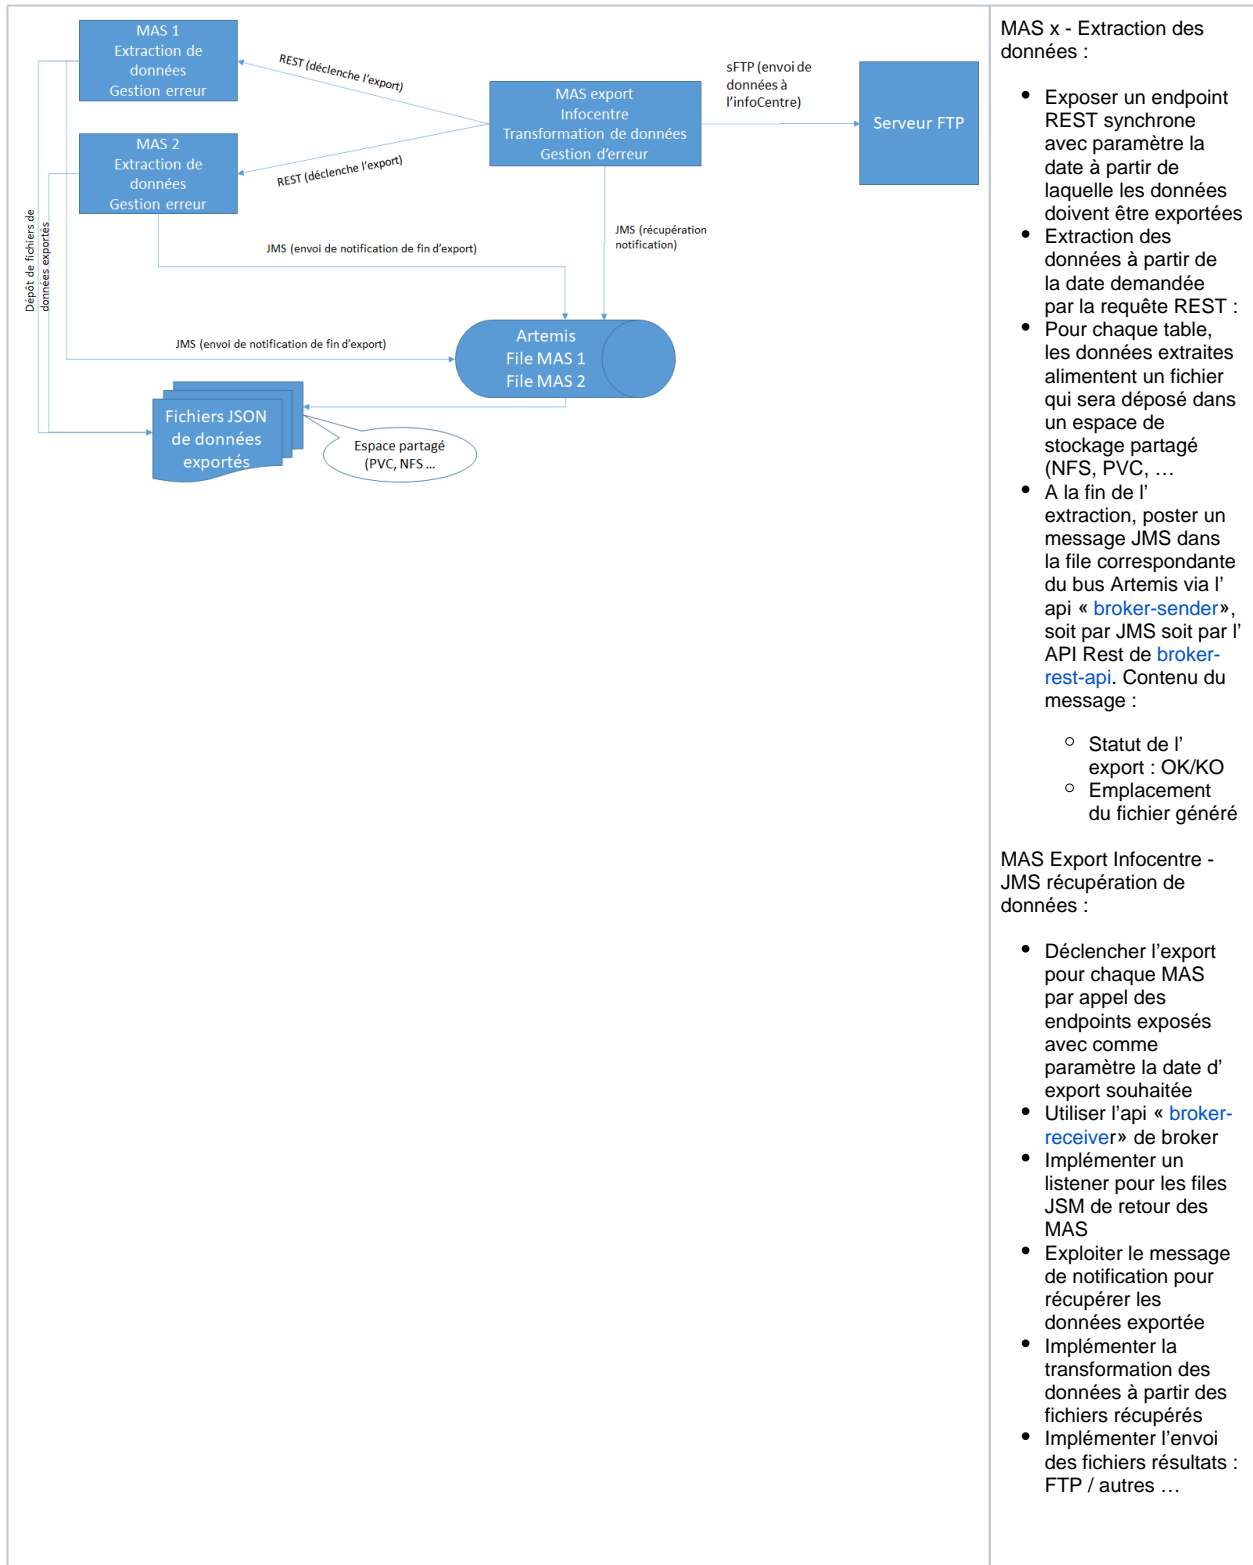 MAS 1
Extraction de
données
Gestion erreur
MAS 2
Extraction de
données
Gestion erreur
REST (déclenche l'export)
REST (déclenche l'export)
MAS export
Infocentre
Transformation de données
Gestion d'erreur
sFTP (envoi de
données à
l'infoCentre)
Serveur FTP
Dépôt de fichiers de
données exportés
JMS (envoi de notification de fin d'export)
JMS (récupération
notification)
JMS (envoi de notification de fin d'export)
Artemis
File MAS 1
File MAS 2
Fichiers JSON
de données
exportés
Espace partagé
(PVC, NFS ...
MAS x - Extraction des
données :
• Exposer un endpoint
REST synchrone
avec paramètre la
date à partir de
laquelle les données
doivent être exportées
• Extraction des
données à partir de
la date demandée
par la requête REST :
• Pour chaque table,
les données extraites
alimentent un fichier
qui sera déposé dans
un espace de
stockage partagé
(NFS, PVC, …
• A la fin de l’
extraction, poster un
message JMS dans
la file correspondante
du bus Artemis via l’
api « broker-sender»,
soit par JMS soit par l’
API Rest de broker-
rest-api. Contenu du
message :
○ Statut de l’
export : OK/KO
○ Emplacement
du fichier généré
MAS Export Infocentre -
JMS récupération de
données :
• Déclencher l’export
pour chaque MAS
par appel des
endpoints exposés
avec comme
paramètre la date d’
export souhaitée
• Utiliser l’api « broker-
receiver» de broker
• Implémenter un
listener pour les files
JSM de retour des
MAS
• Exploiter le message
de notification pour
récupérer les
données exportée
• Implémenter la
transformation des
données à partir des
fichiers récupérés
• Implémenter l’envoi
des fichiers résultats :
FTP / autres …